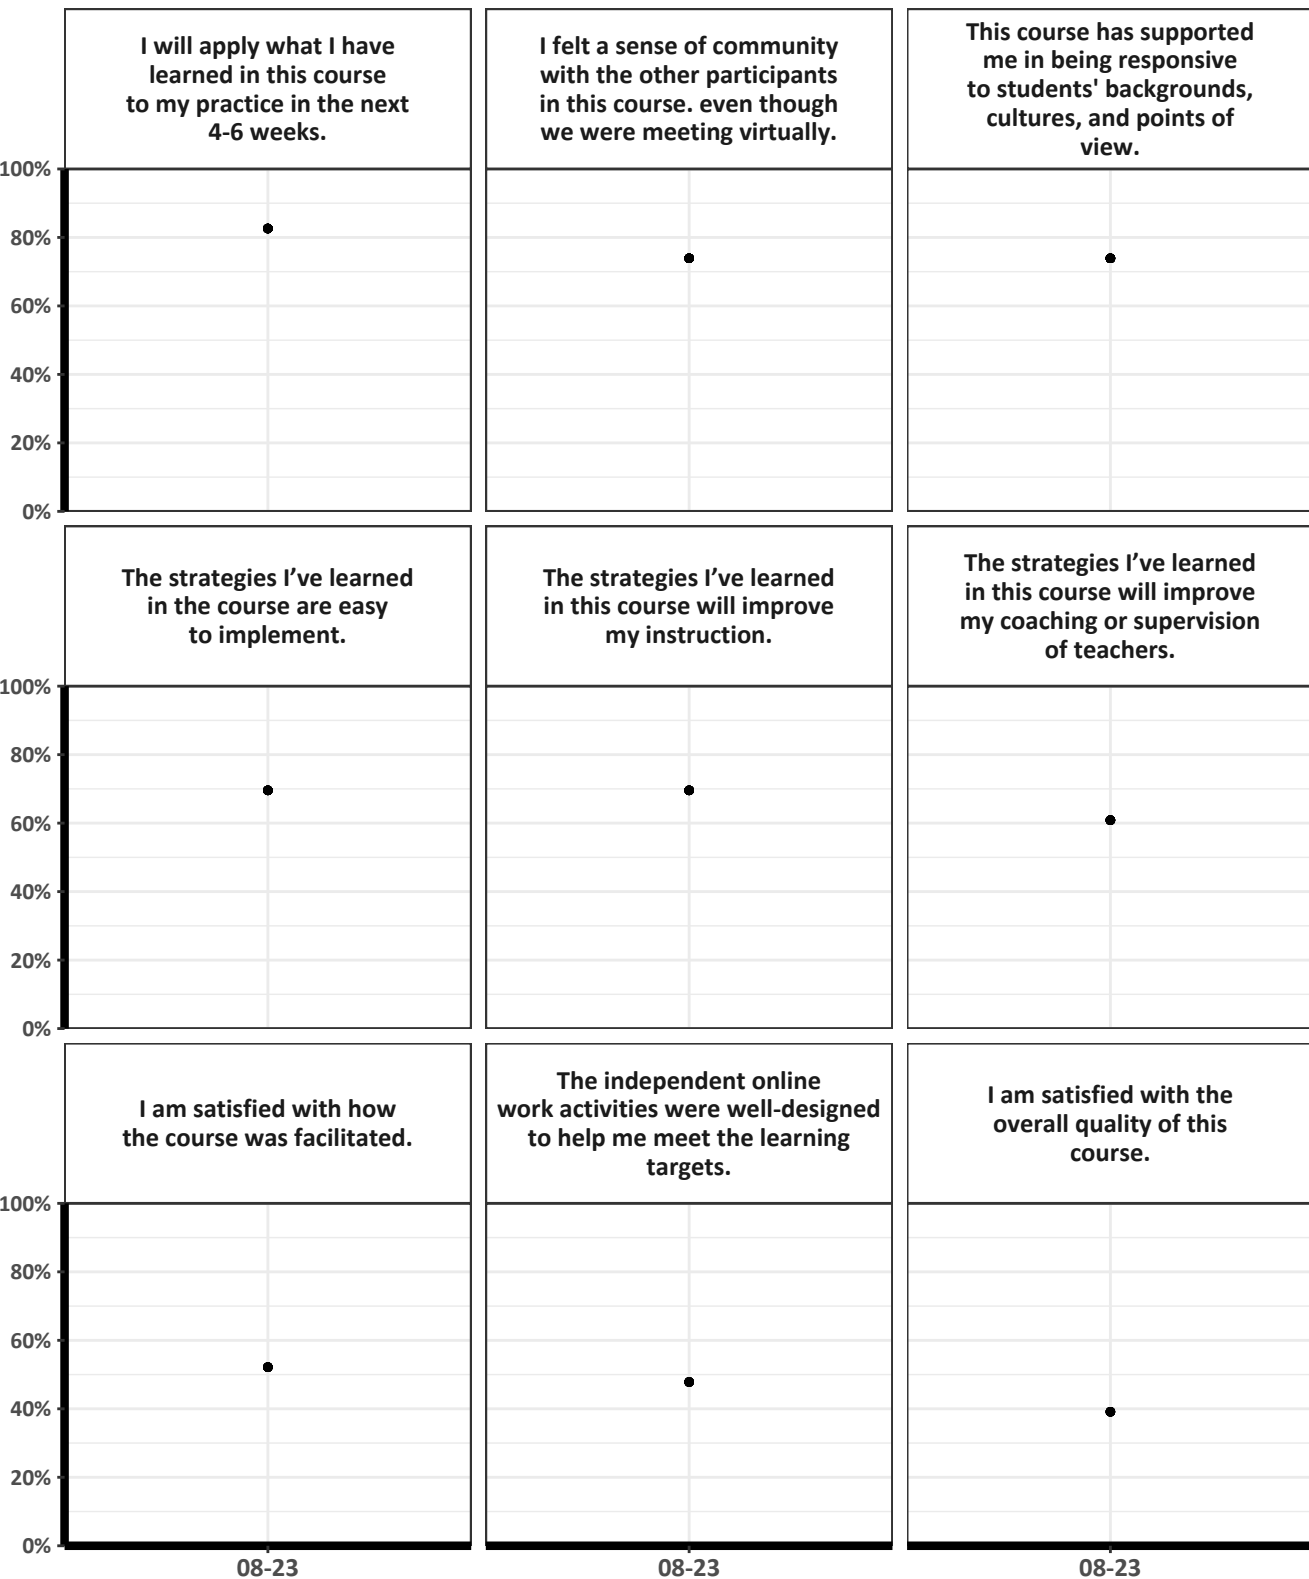 I will apply what I have
learned in this course
to my practice in the next
4-6 weeks.
I felt a sense of community
with the other participants
in this course. even though
we were meeting virtually.
This course has supported
me in being responsive
to students' backgrounds,
cultures, and points of
view.
100%
80%
60%
40%
20%
0%
The strategies I’ve learned
in the course are easy
to implement.
The strategies I’ve learned
in this course will improve
my instruction.
The strategies I’ve learned
in this course will improve
my coaching or supervision
of teachers.
100%
80%
60%
40%
20%
0%
I am satisfied with how
the course was facilitated.
The independent online
work activities were well-designed
to help me meet the learning
targets.
I am satisfied with the
overall quality of this
course.
100%
80%
60%
40%
20%
0%
08-23
08-23
08-23